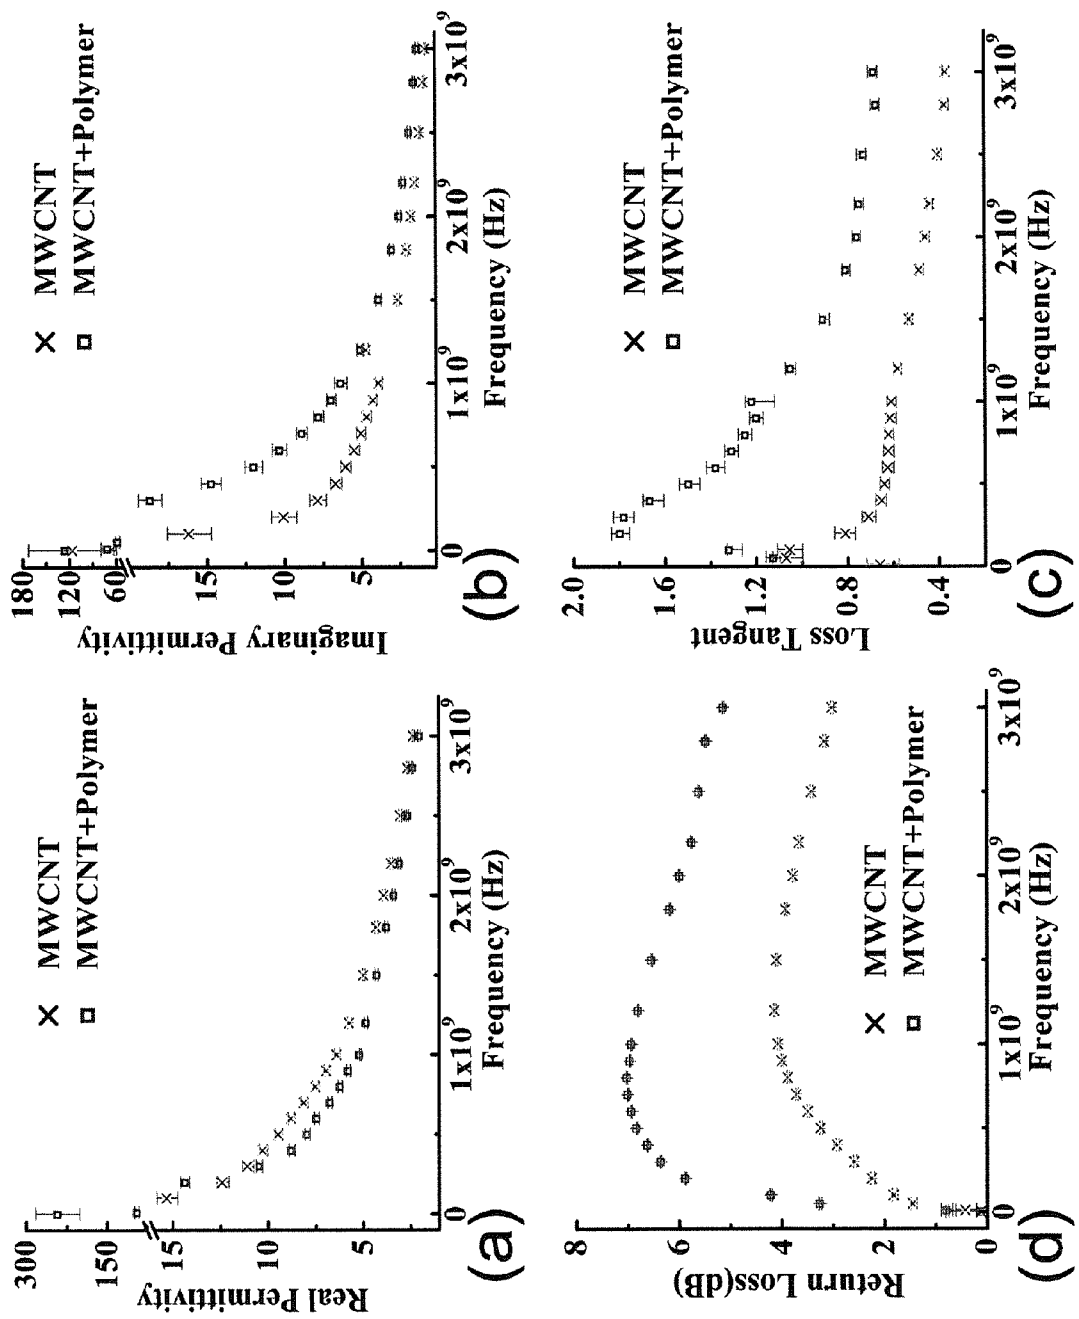 300
15
10
5
Real Permittivity
× MWCNT
□ MWCNT+Polymer
0
1x10⁹
2x10⁹
3x10⁹
Frequency (Hz)
(a)
180
120
60
15
10
5
Imaginary Permittivity
× MWCNT
□ MWCNT+Polymer
0
1x10⁹
2x10⁹
3x10⁹
Frequency (Hz)
(b)
8
6
4
2
0
Return Loss(dB)
× MWCNT
□ MWCNT+Polymer
0
1x10⁹
2x10⁹
3x10⁹
Frequency (Hz)
(d)
2.0
1.6
1.2
0.8
0.4
Loss Tangent
× MWCNT
□ MWCNT+Polymer
0
1x10⁹
2x10⁹
3x10⁹
Frequency (Hz)
(c)